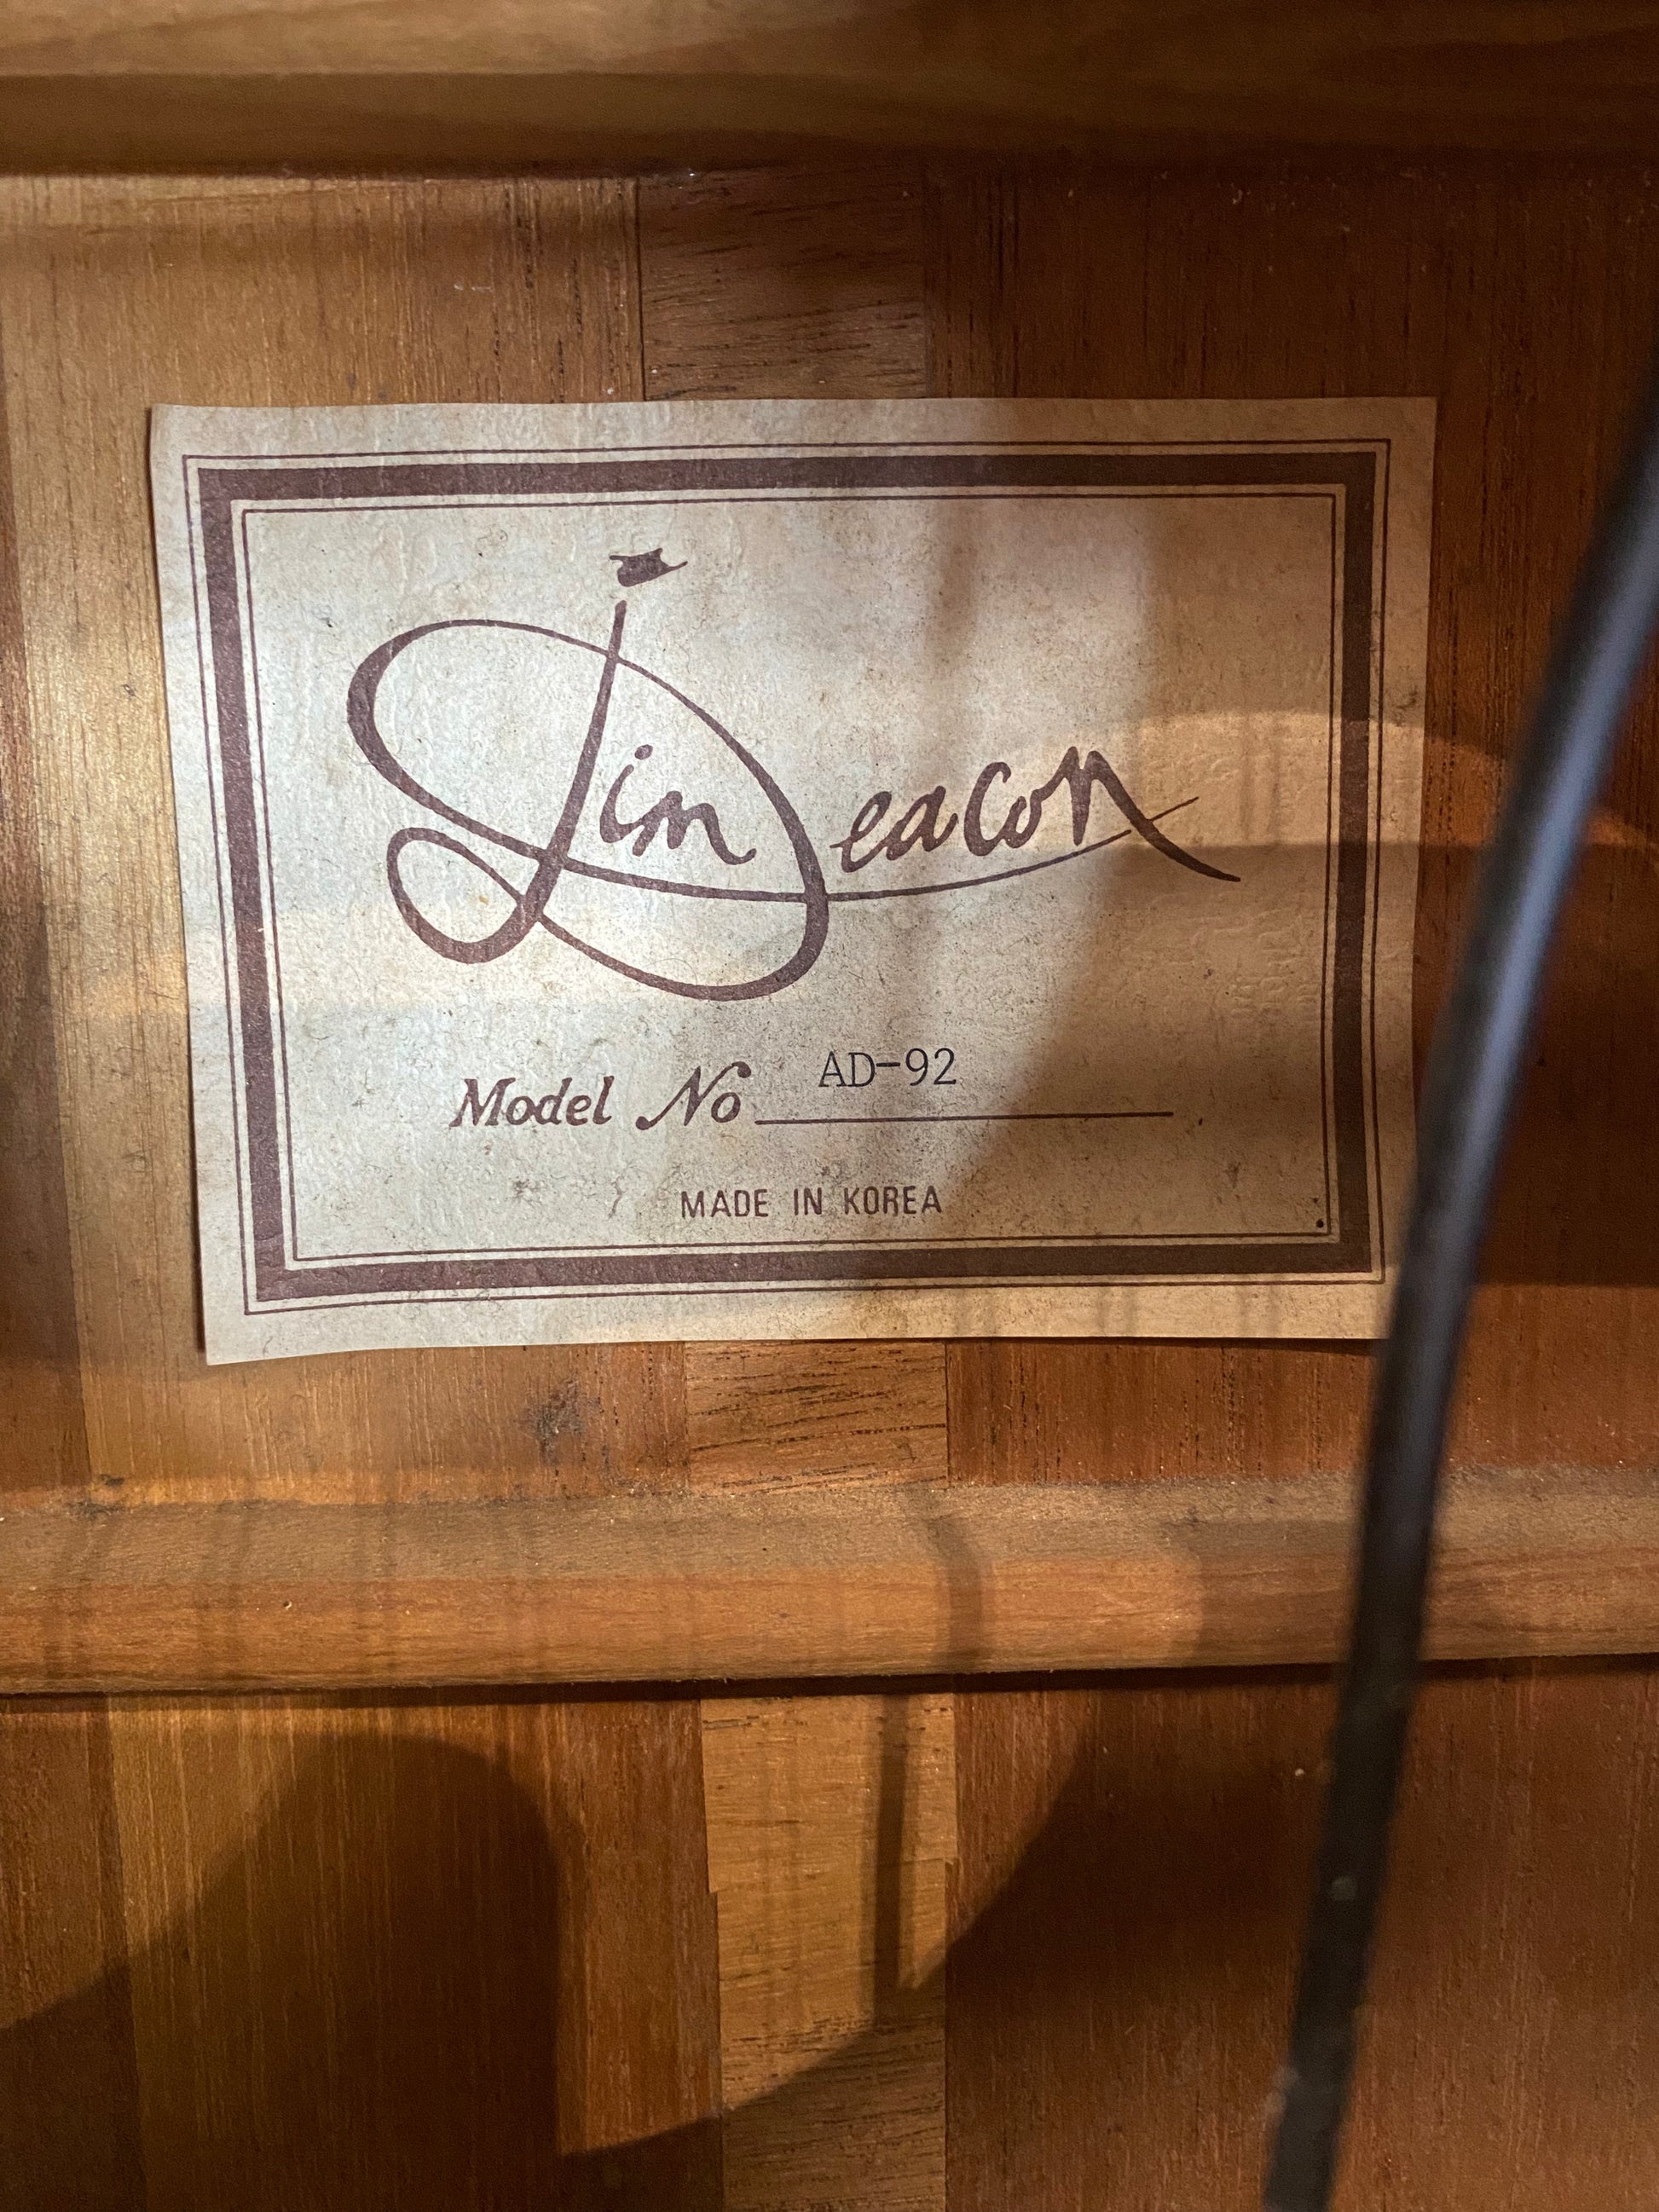 Jim Deacon
Model No AD-92
MADE IN KOREA